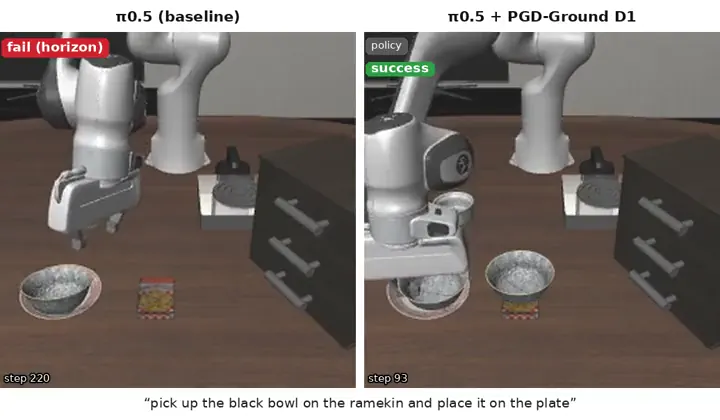 π0.5 (baseline)
π0.5 + PGD-Ground D1
fail (horizon)
policy
success
step 220
step 93
“pick up the black bowl on the ramekin and place it on the plate”